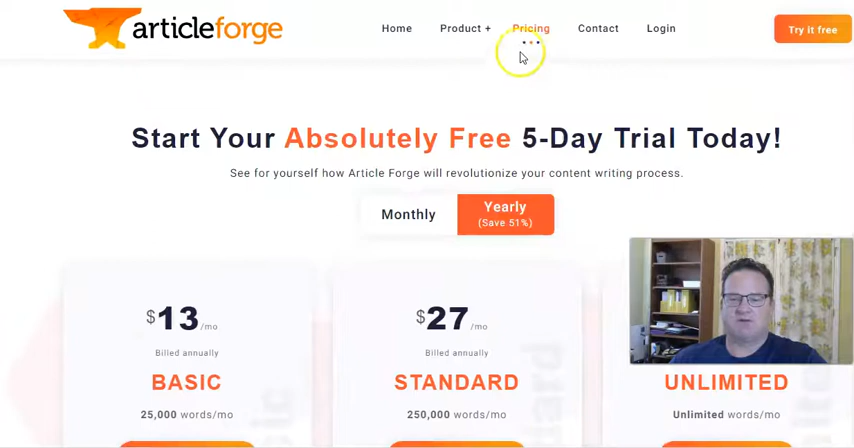 articleforge
Home Product + Pricing Contact Login
Try it free
Start Your Absolutely Free 5-Day Trial Today!
See for yourself how Article Forge will revolutionize your content writing process.
Monthly
Yearly
(Save 51%)
$13/mo
Billed annually
BASIC
25,000 words/mo
$27/mo
Billed annually
STANDARD
250,000 words/mo
UNLIMITED
Unlimited words/mo